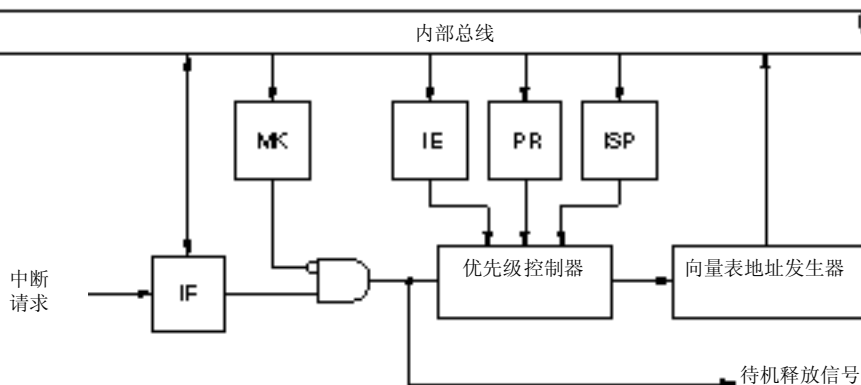 内部总线
MK
IE
PR
ISP
中断
请求
IF
优先级控制器
向量表地址发生器
待机释放信号